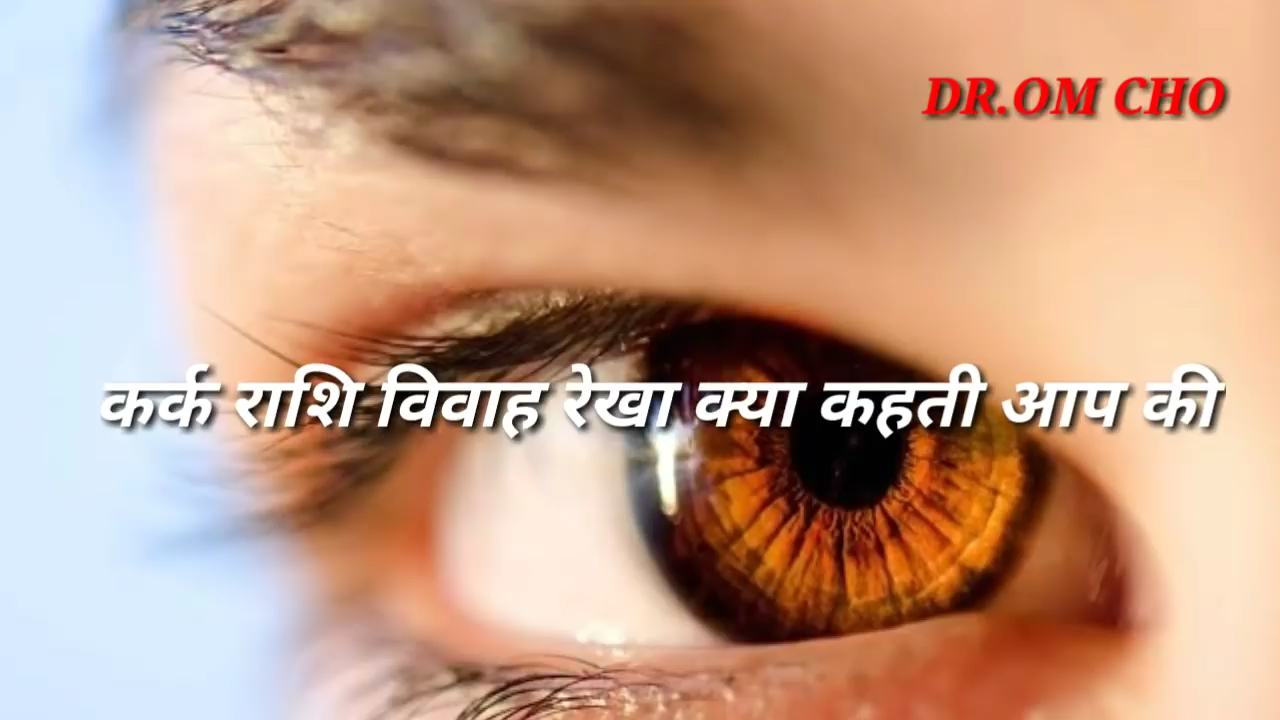 DR.OM CHO
कर्क राशि विवाह रेखा क्या कहती आप की